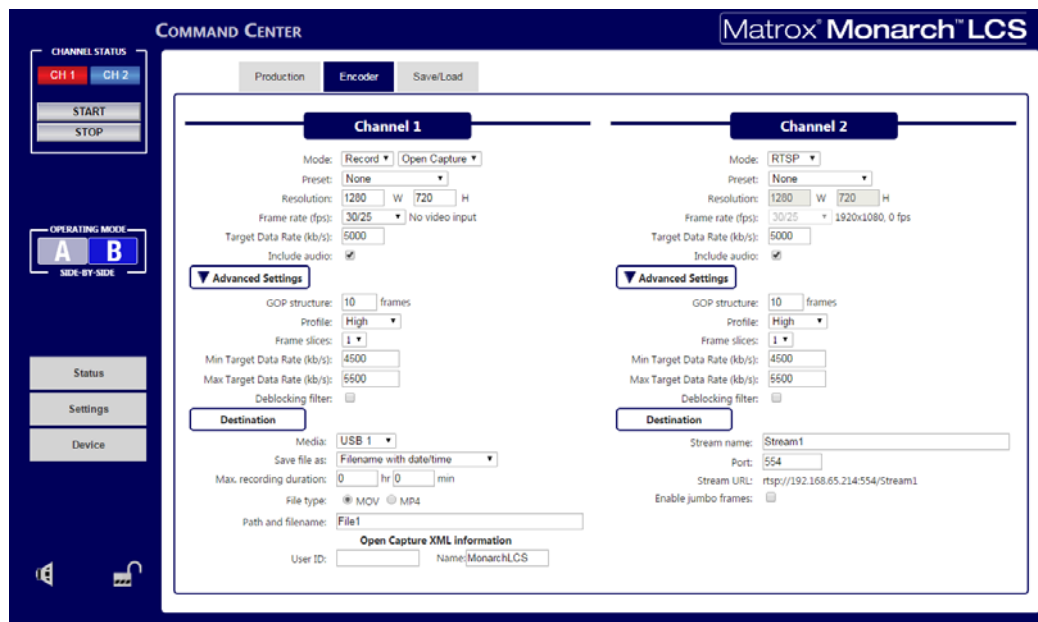 COMMAND CENTER
Matrox® Monarch™ LCS
CHANNEL STATUS
CH 1 CH 2
START
STOP
OPERATING MODE
A B
SIDE-BY-SIDE
Status
Settings
Device
Production Encoder Save/Load
Channel 1
Mode: Record Open Capture
Preset: None
Resolution: 1280 W 720 H
Frame rate (fps): 30/25 No video input
Target Data Rate (kb/s): 5000
Include audio:
Advanced Settings
GOP structure: 10 frames
Profile: High
Frame slices: 1
Min Target Data Rate (kb/s): 4500
Max Target Data Rate (kb/s): 5500
Deblocking filter:
Destination
Media: USB 1
Save file as: Filename with date/time
Max. recording duration: 0 hr 0 min
File type: MOV MP4
Path and filename: File1
Open Capture XML information
User ID: Name: MonarchLCS
Channel 2
Mode: RTSP
Preset: None
Resolution: 1280 W 720 H
Frame rate (fps): 30/25 1920x1080, 0 fps
Target Data Rate (kb/s): 5000
Include audio:
Advanced Settings
GOP structure: 10 frames
Profile: High
Frame slices: 1
Min Target Data Rate (kb/s): 4500
Max Target Data Rate (kb/s): 5500
Deblocking filter:
Destination
Stream name: Stream1
Port: 554
Stream URL: rtsp://192.168.65.214:554/Stream1
Enable jumbo frames: